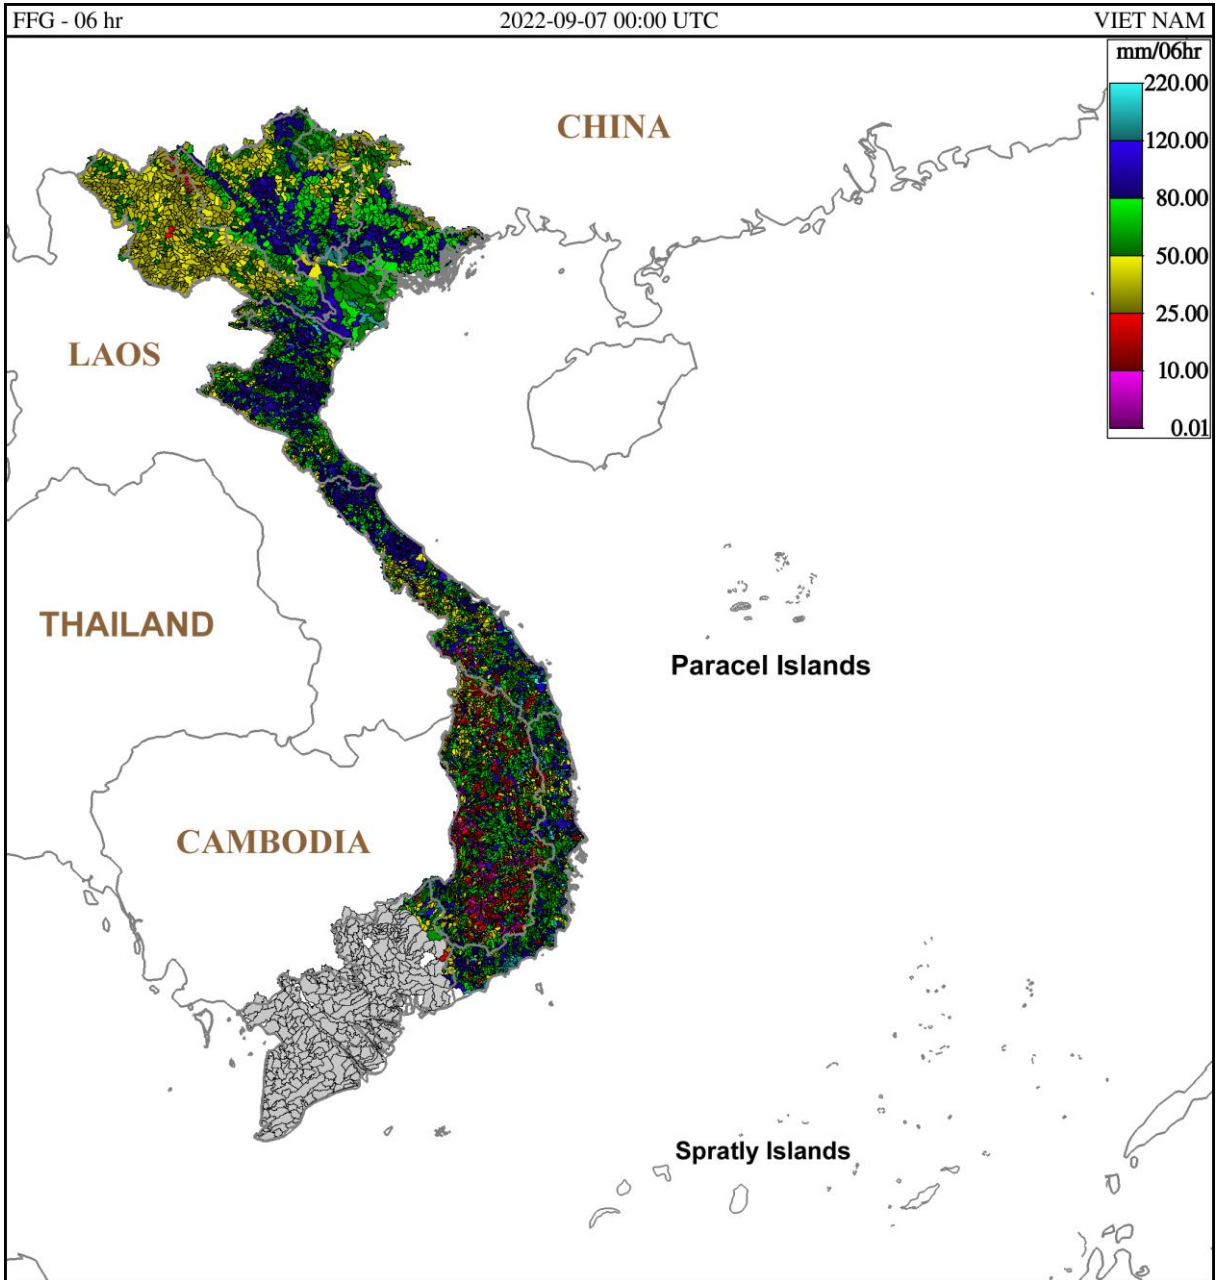 FFG - 06 hr
2022-09-07 00:00 UTC
VIET NAM
mm/06hr
220.00
120.00
80.00
50.00
25.00
10.00
0.01
CHINA
LAOS
THAILAND
Paracel Islands
CAMBODIA
Spratly Islands